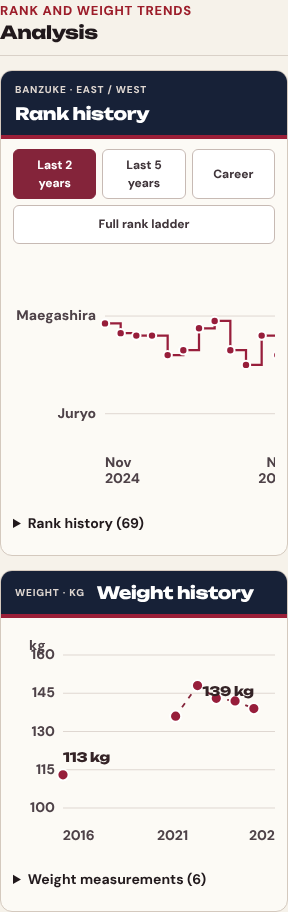 RANK AND WEIGHT TRENDS
Analysis
BANZUKE · EAST / WEST
Rank history
Last 2
years
Last 5
years
Career
Full rank ladder
Maegashira
Juryo
Nov
2024
N
20
Rank history (69)
WEIGHT · KG Weight history
kg
160
145
130
115
100
139 kg
113 kg
2016 2021 202
Weight measurements (6)